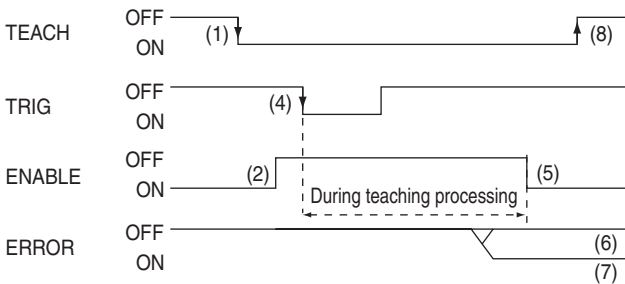 TEACH OFF ON (1) (8)
TRIG OFF ON (4)
ENABLE OFF ON (2) (5)
During teaching processing
ERROR OFF ON (6)
(7)